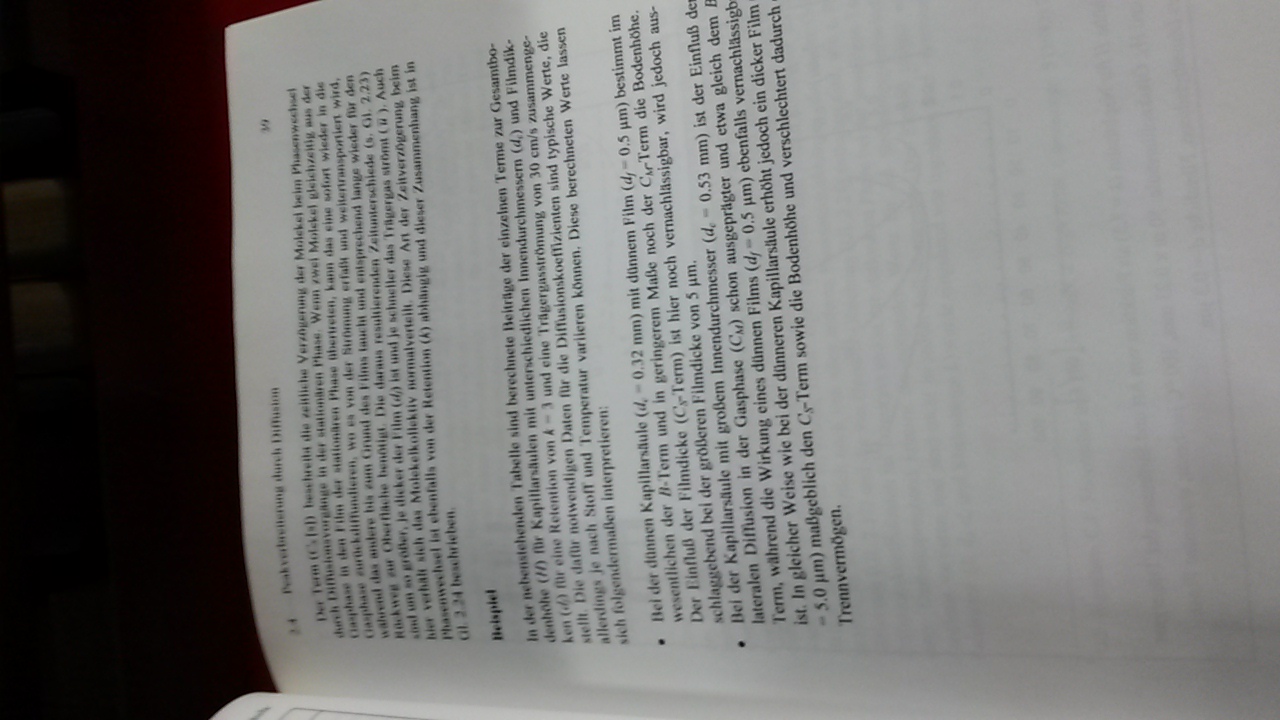 2.4 Peakverbreiterung durch Diffusion 39
Der Term (C_S [s]) beschreibt die zeitliche Verzögerung der Molekel beim Phasenwechsel
durch Diffusionsvorgänge in der stationären Phase. Wenn zwei Molekel gleichzeitig aus der
Gasphase in den Film der stationären Phase übertreten, kann das eine sofort wieder in die
Gasphase zurückdiffundieren, wo es von der Strömung erfaßt und weitertransportiert wird,
während das andere bis zum Grund des Films taucht und entsprechend lange wieder für den
Rückweg zur Oberfläche benötigt. Die daraus resultierenden Zeitunterschiede (s. Gl. 2.23)
sind um so größer, je dicker der Film (d_f) ist und je schneller das Trägergas strömt (ū). Auch
hier verhält sich das Molekelkollektiv normalverteilt. Diese Art der Zeitverzögerung beim
Phasenwechsel ist ebenfalls von der Retention (k) abhängig und dieser Zusammenhang ist in
Gl. 2.24 beschrieben.
Beispiel
In der nebenstehenden Tabelle sind berechnete Beiträge der einzelnen Terme zur Gesamtbo-
denhöhe (H) für Kapillarsäulen mit unterschiedlichen Innendurchmessern (d_c) und Filmdik-
ken (d_f) für eine Retention von k = 3 und eine Trägergasströmung von 30 cm/s zusammenge-
stellt. Die dafür notwendigen Daten für die Diffusionskoeffizienten sind typische Werte, die
allerdings je nach Stoff und Temperatur variieren können. Diese berechneten Werte lassen
sich folgendermaßen interpretieren:
• Bei der dünnen Kapillarsäule (d_c = 0.32 mm) mit dünnem Film (d_f = 0.5 μm) bestimmt im
wesentlichen der B-Term und in geringerem Maße noch der C_M-Term die Bodenhöhe.
Der Einfluß der Filmdicke (C_S-Term) ist hier noch vernachlässigbar, wird jedoch aus-
schlaggebend bei der größeren Filmdicke von 5 μm.
• Bei der Kapillarsäule mit großem Innendurchmesser (d_c = 0.53 mm) ist der Einfluß der
lateralen Diffusion in der Gasphase (C_M) schon ausgeprägter und etwa gleich dem B
Term, während die Wirkung eines dünnen Films (d_f = 0.5 μm) ebenfalls vernachlässigb
ist. In gleicher Weise wie bei der dünneren Kapillarsäule erhöht jedoch ein dicker Film
= 5.0 μm) maßgeblich den C_S-Term sowie die Bodenhöhe und verschlechtert dadurch
Trennvermögen.